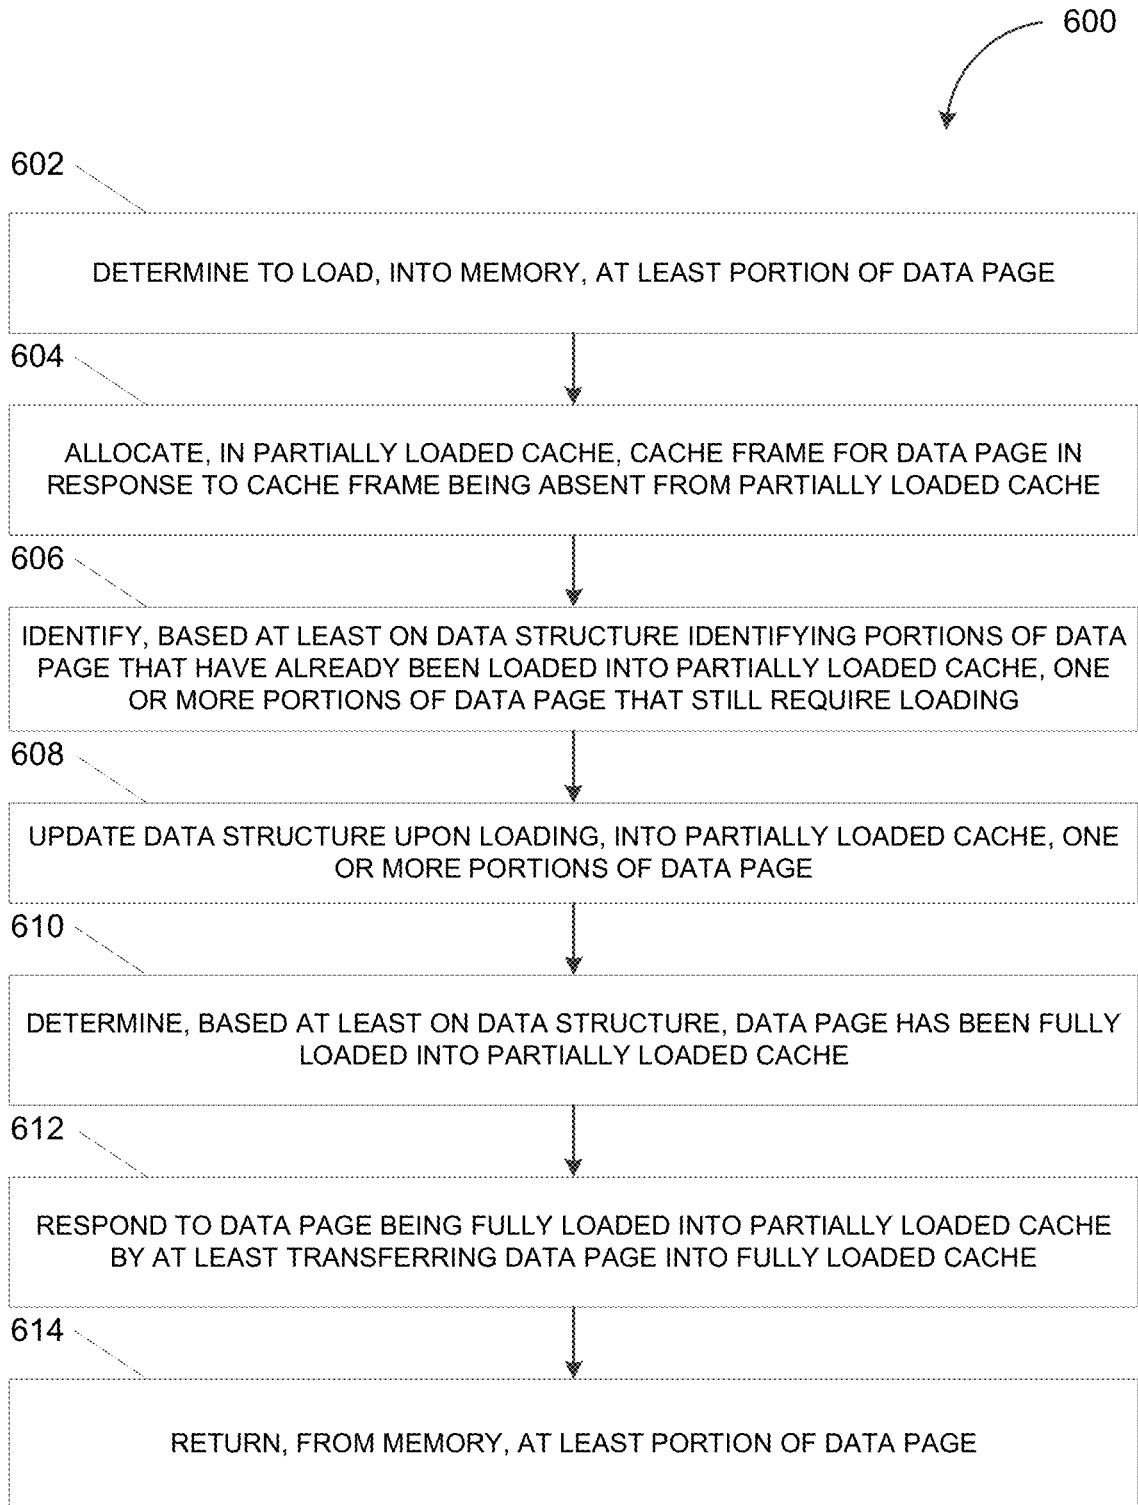 600
602
DETERMINE TO LOAD, INTO MEMORY, AT LEAST PORTION OF DATA PAGE
604
ALLOCATE, IN PARTIALLY LOADED CACHE, CACHE FRAME FOR DATA PAGE IN
RESPONSE TO CACHE FRAME BEING ABSENT FROM PARTIALLY LOADED CACHE
606
IDENTIFY, BASED AT LEAST ON DATA STRUCTURE IDENTIFYING PORTIONS OF DATA
PAGE THAT HAVE ALREADY BEEN LOADED INTO PARTIALLY LOADED CACHE, ONE
OR MORE PORTIONS OF DATA PAGE THAT STILL REQUIRE LOADING
608
UPDATE DATA STRUCTURE UPON LOADING, INTO PARTIALLY LOADED CACHE, ONE
OR MORE PORTIONS OF DATA PAGE
610
DETERMINE, BASED AT LEAST ON DATA STRUCTURE, DATA PAGE HAS BEEN FULLY
LOADED INTO PARTIALLY LOADED CACHE
612
RESPOND TO DATA PAGE BEING FULLY LOADED INTO PARTIALLY LOADED CACHE
BY AT LEAST TRANSFERRING DATA PAGE INTO FULLY LOADED CACHE
614
RETURN, FROM MEMORY, AT LEAST PORTION OF DATA PAGE